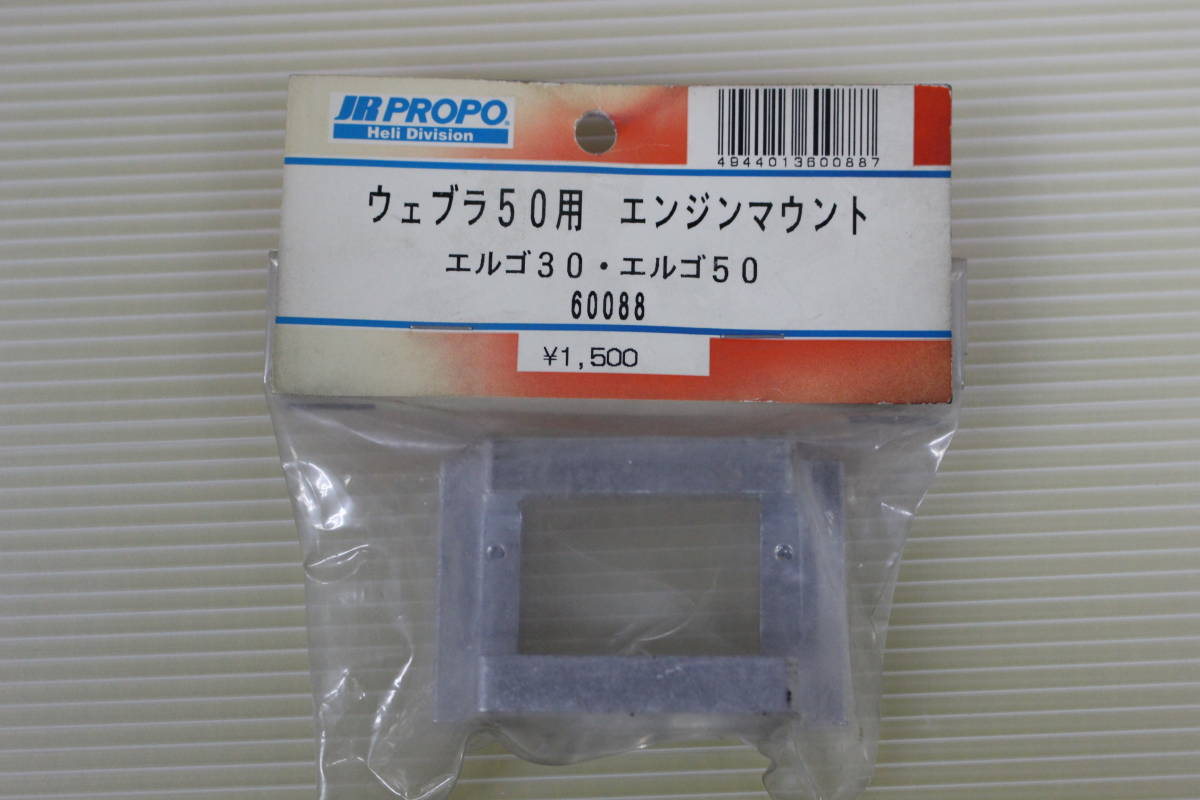 JR PROPO
Heli Division
4944013600887
ウェブラ50用 エンジンマウント
エルゴ30・エルゴ50
60088
¥1,500